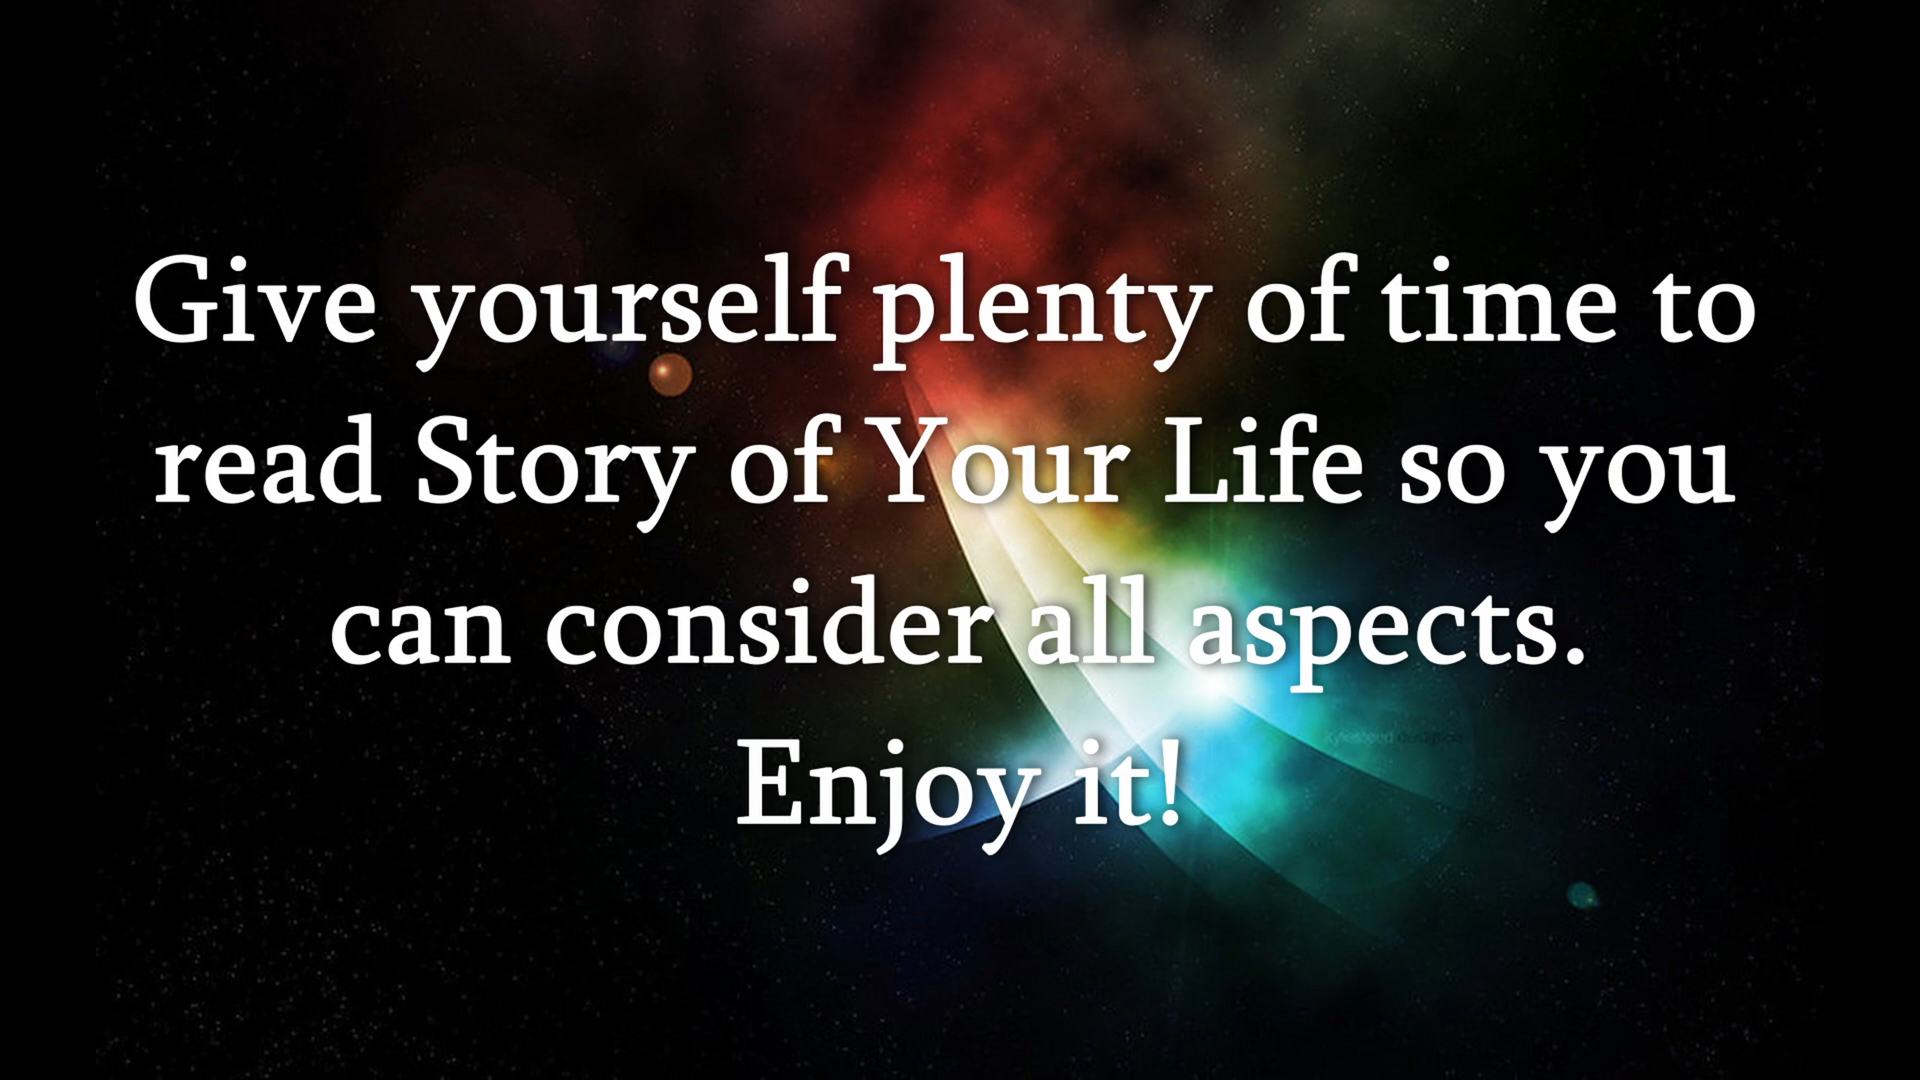 Give yourself plenty of time to
read Story of Your Life so you
can consider all aspects.
Enjoy it!